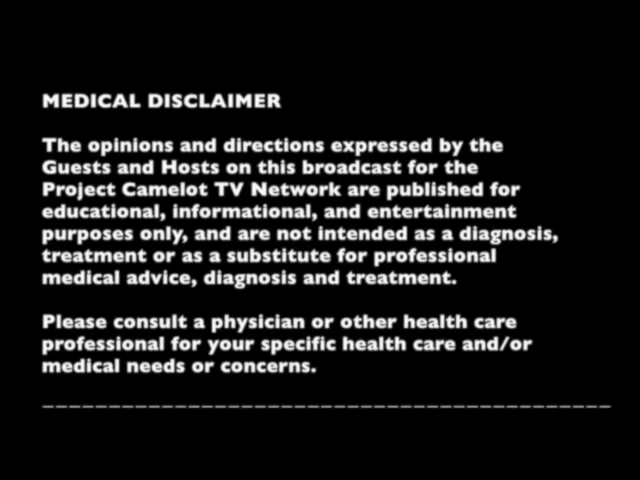 MEDICAL DISCLAIMER
The opinions and directions expressed by the
Guests and Hosts on this broadcast for the
Project Camelot TV Network are published for
educational, informational, and entertainment
purposes only, and are not intended as a diagnosis,
treatment or as a substitute for professional
medical advice, diagnosis and treatment.
Please consult a physician or other health care
professional for your specific health care and/or
medical needs or concerns.